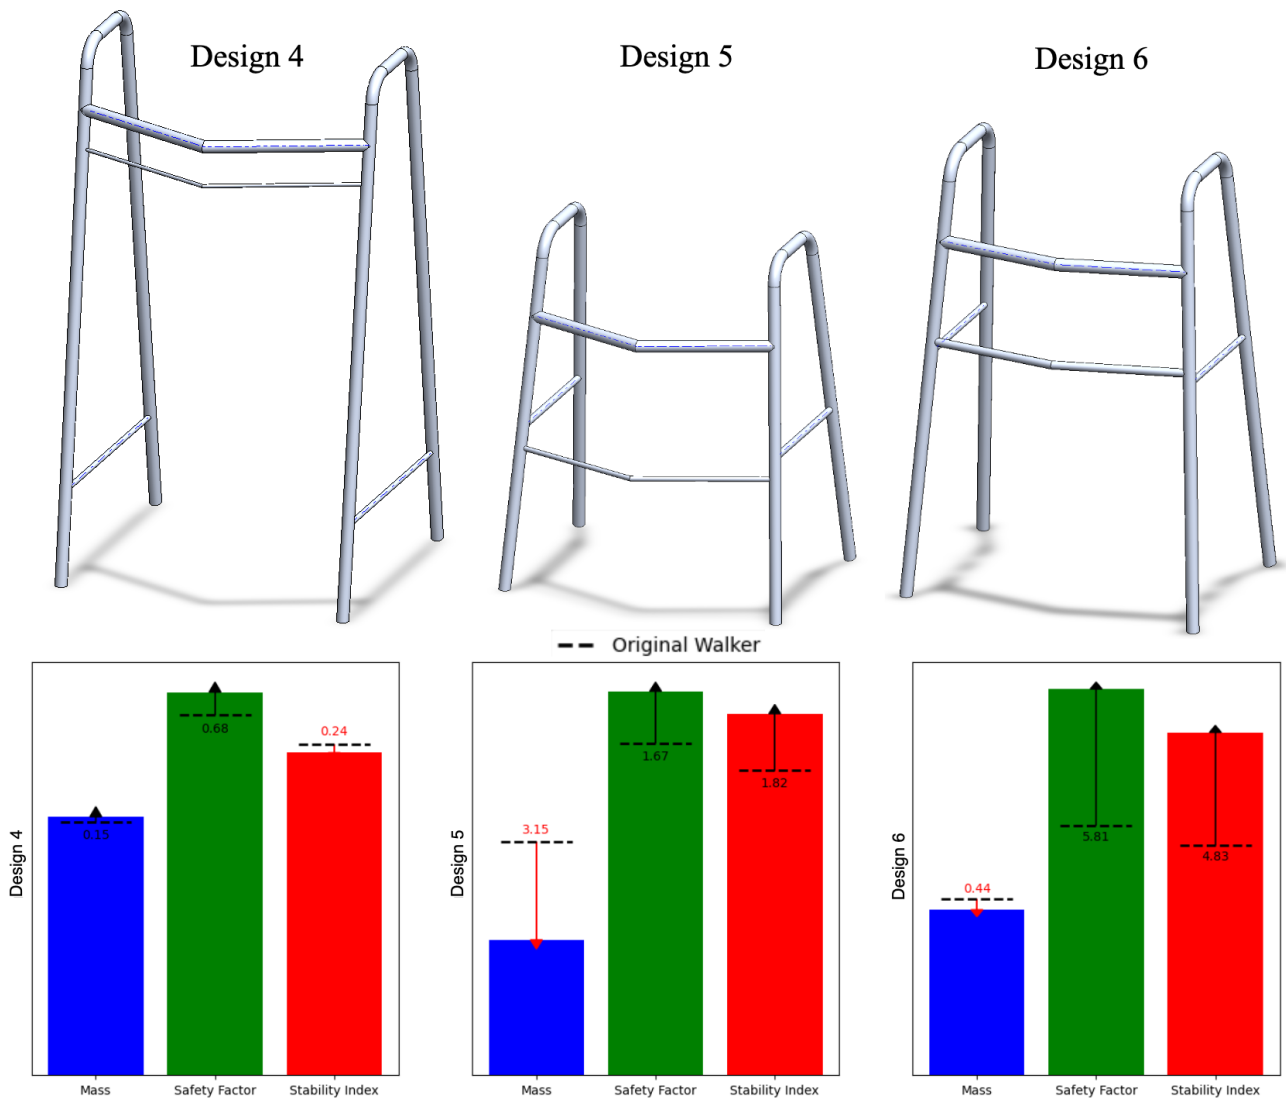 Design 4
Design 5
Design 6
Original Walker
Design 4
0.15
0.68
0.24
Mass
Safety Factor
Stability Index
Design 5
3.15
1.67
1.82
Mass
Safety Factor
Stability Index
Design 6
0.44
5.81
4.83
Mass
Safety Factor
Stability Index